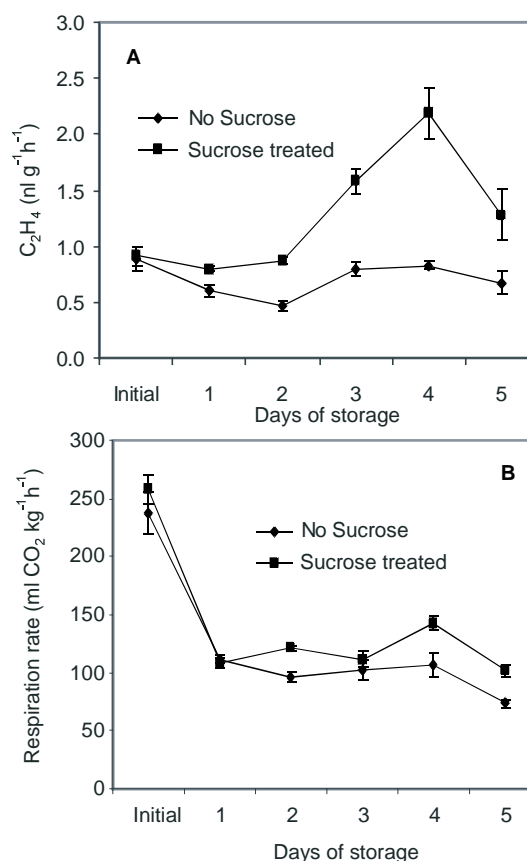 3.0
A
2.5
No Sucrose
2.0
Sucrose treated
1.5
1.0
0.5
0.0
C₂H₄ (nl g⁻¹h⁻¹)
Initial 1 2 3 4 5
Days of storage
300
B
250
No Sucrose
200
Sucrose treated
150
100
50
0
Respiration rate (ml CO₂ kg⁻¹h⁻¹)
Initial 1 2 3 4 5
Days of storage